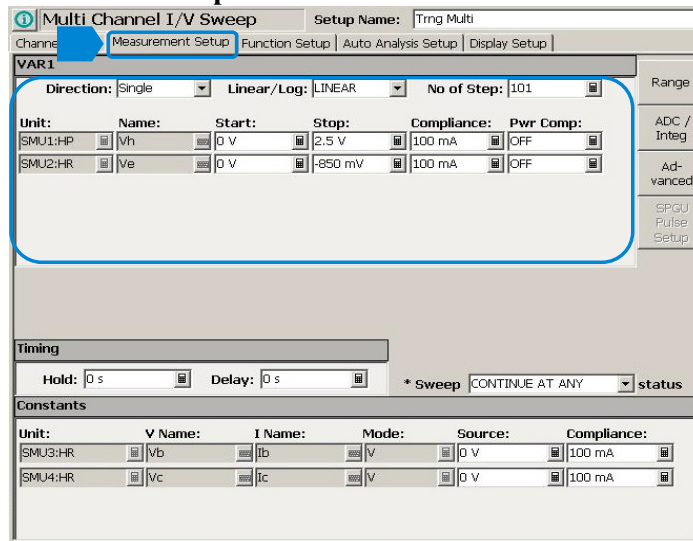 Multi Channel I/V Sweep Setup Name: Trng Multi
Channe Measurement Setup Function Setup Auto Analysis Setup Display Setup
VAR1
Direction: Single Linear/Log: LINEAR No of Step: 101 Range
Unit: Name: Start: Stop: Compliance: Pwr Comp: ADC /
Integ
SMU1:HP Vh 0 V 2.5 V 100 mA OFF
SMU2:HR Ve 0 V -850 mV 100 mA OFF Ad-
vanced
SPGU
Pulse
Setup
Timing
Hold: 0 s Delay: 0 s * Sweep CONTINUE AT ANY status
Constants
Unit: V Name: I Name: Mode: Source: Compliance:
SMU3:HR Vb Ib V 0 V 100 mA
SMU4:HR Vc Ic V 0 V 100 mA